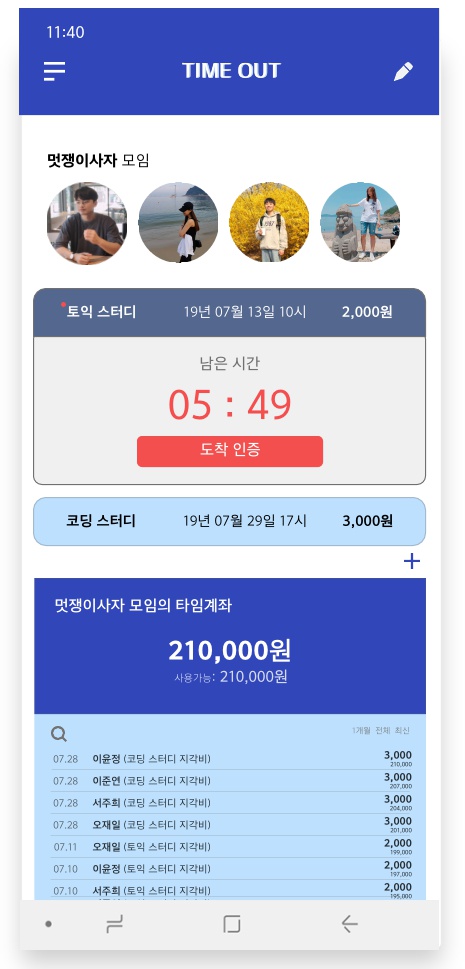 11:40
TIME OUT
멋쟁이사자 모임
토익 스터디 19년 07월 13일 10시 2,000원
남은 시간
05 : 49
도착 인증
코딩 스터디 19년 07월 29일 17시 3,000원
+
멋쟁이사자 모임의 타임계좌
210,000원
사용가능: 210,000원
1개월 전체 최신
07.28 이윤정 (코딩 스터디 지각비) 3,000
210,000
07.28 이준연 (코딩 스터디 지각비) 3,000
207,000
07.28 서주희 (코딩 스터디 지각비) 3,000
204,000
07.28 오재일 (코딩 스터디 지각비) 3,000
201,000
07.11 오재일 (토익 스터디 지각비) 2,000
199,000
07.10 이윤정 (토익 스터디 지각비) 2,000
197,000
07.10 서주희 (토익 스터디 지각비) 2,000
195,000